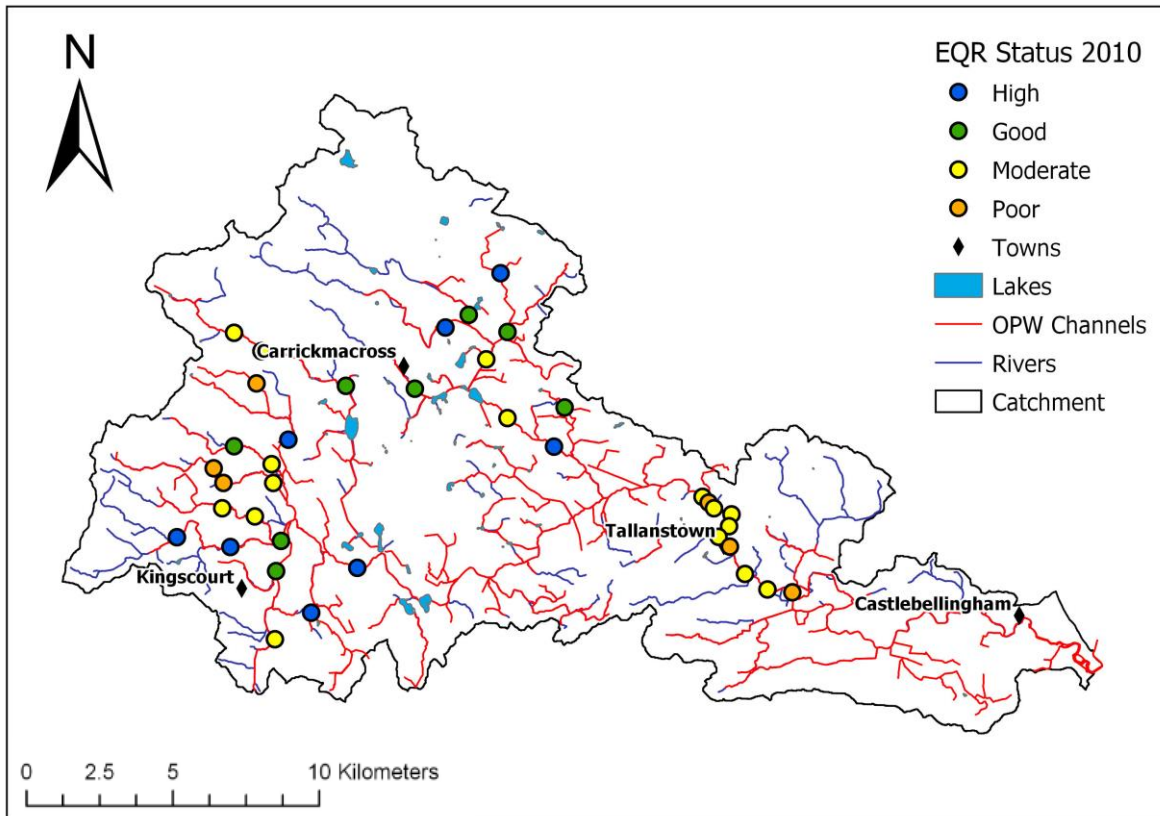 N
EQR Status 2010
High
Good
Moderate
Poor
Towns
Lakes
OPW Channels
Rivers
Catchment
Carrickmacross
Tallanstown
Kingscourt
Castlebellingham
0 2.5 5 10 Kilometers